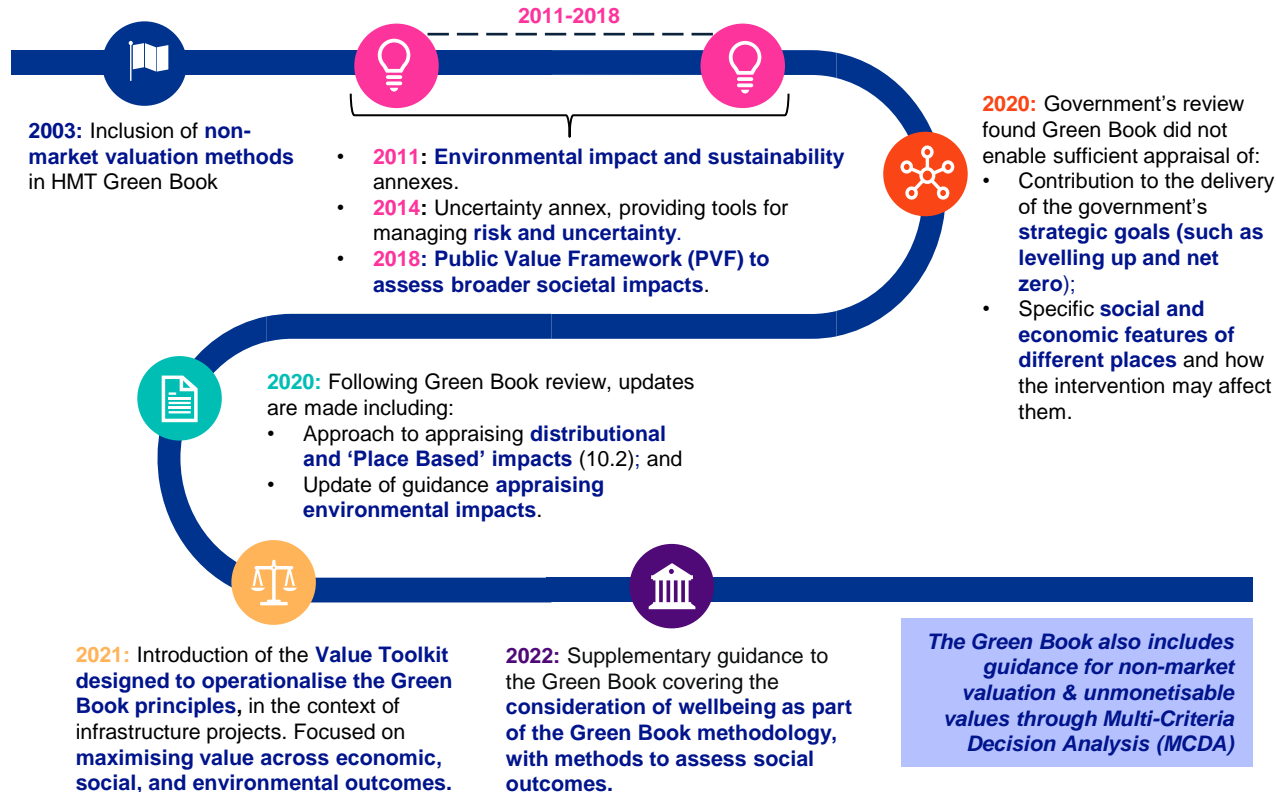 2011-2018
2003: Inclusion of non-
market valuation methods
in HMT Green Book
• 2011: Environmental impact and sustainability
annexes.
• 2014: Uncertainty annex, providing tools for
managing risk and uncertainty.
• 2018: Public Value Framework (PVF) to
assess broader societal impacts.
2020: Government’s review
found Green Book did not
enable sufficient appraisal of:
• Contribution to the delivery
of the government’s
strategic goals (such as
levelling up and net
zero);
• Specific social and
economic features of
different places and how
the intervention may affect
them.
2020: Following Green Book review, updates
are made including:
• Approach to appraising distributional
and ‘Place Based’ impacts (10.2); and
• Update of guidance appraising
environmental impacts.
2021: Introduction of the Value Toolkit
designed to operationalise the Green
Book principles, in the context of
infrastructure projects. Focused on
maximising value across economic,
social, and environmental outcomes.
2022: Supplementary guidance to
the Green Book covering the
consideration of wellbeing as part
of the Green Book methodology,
with methods to assess social
outcomes.
The Green Book also includes
guidance for non-market
valuation & unmonetisable
values through Multi-Criteria
Decision Analysis (MCDA)